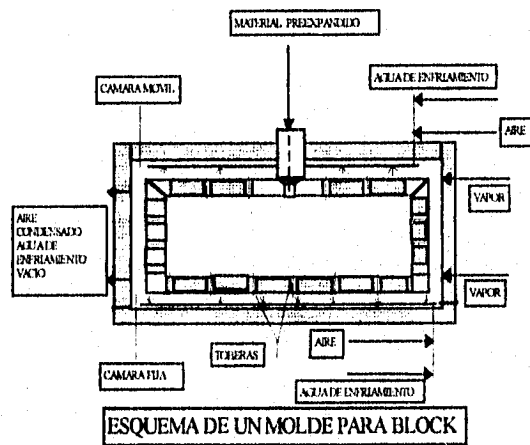 MATERIAL PREEXPANDIDO
AGUA DE ENFRIAMIENTO
CAMARA MOVIL
AIRE
VAPOR
AIRE
CONDENSADO
AGUA DE
ENFRIAMIENTO
VACIO
VAPOR
TOBERAS
AIRE
CAMARA FIJA
AGUA DE ENFRIAMIENTO
ESQUEMA DE UN MOLDE PARA BLOCK